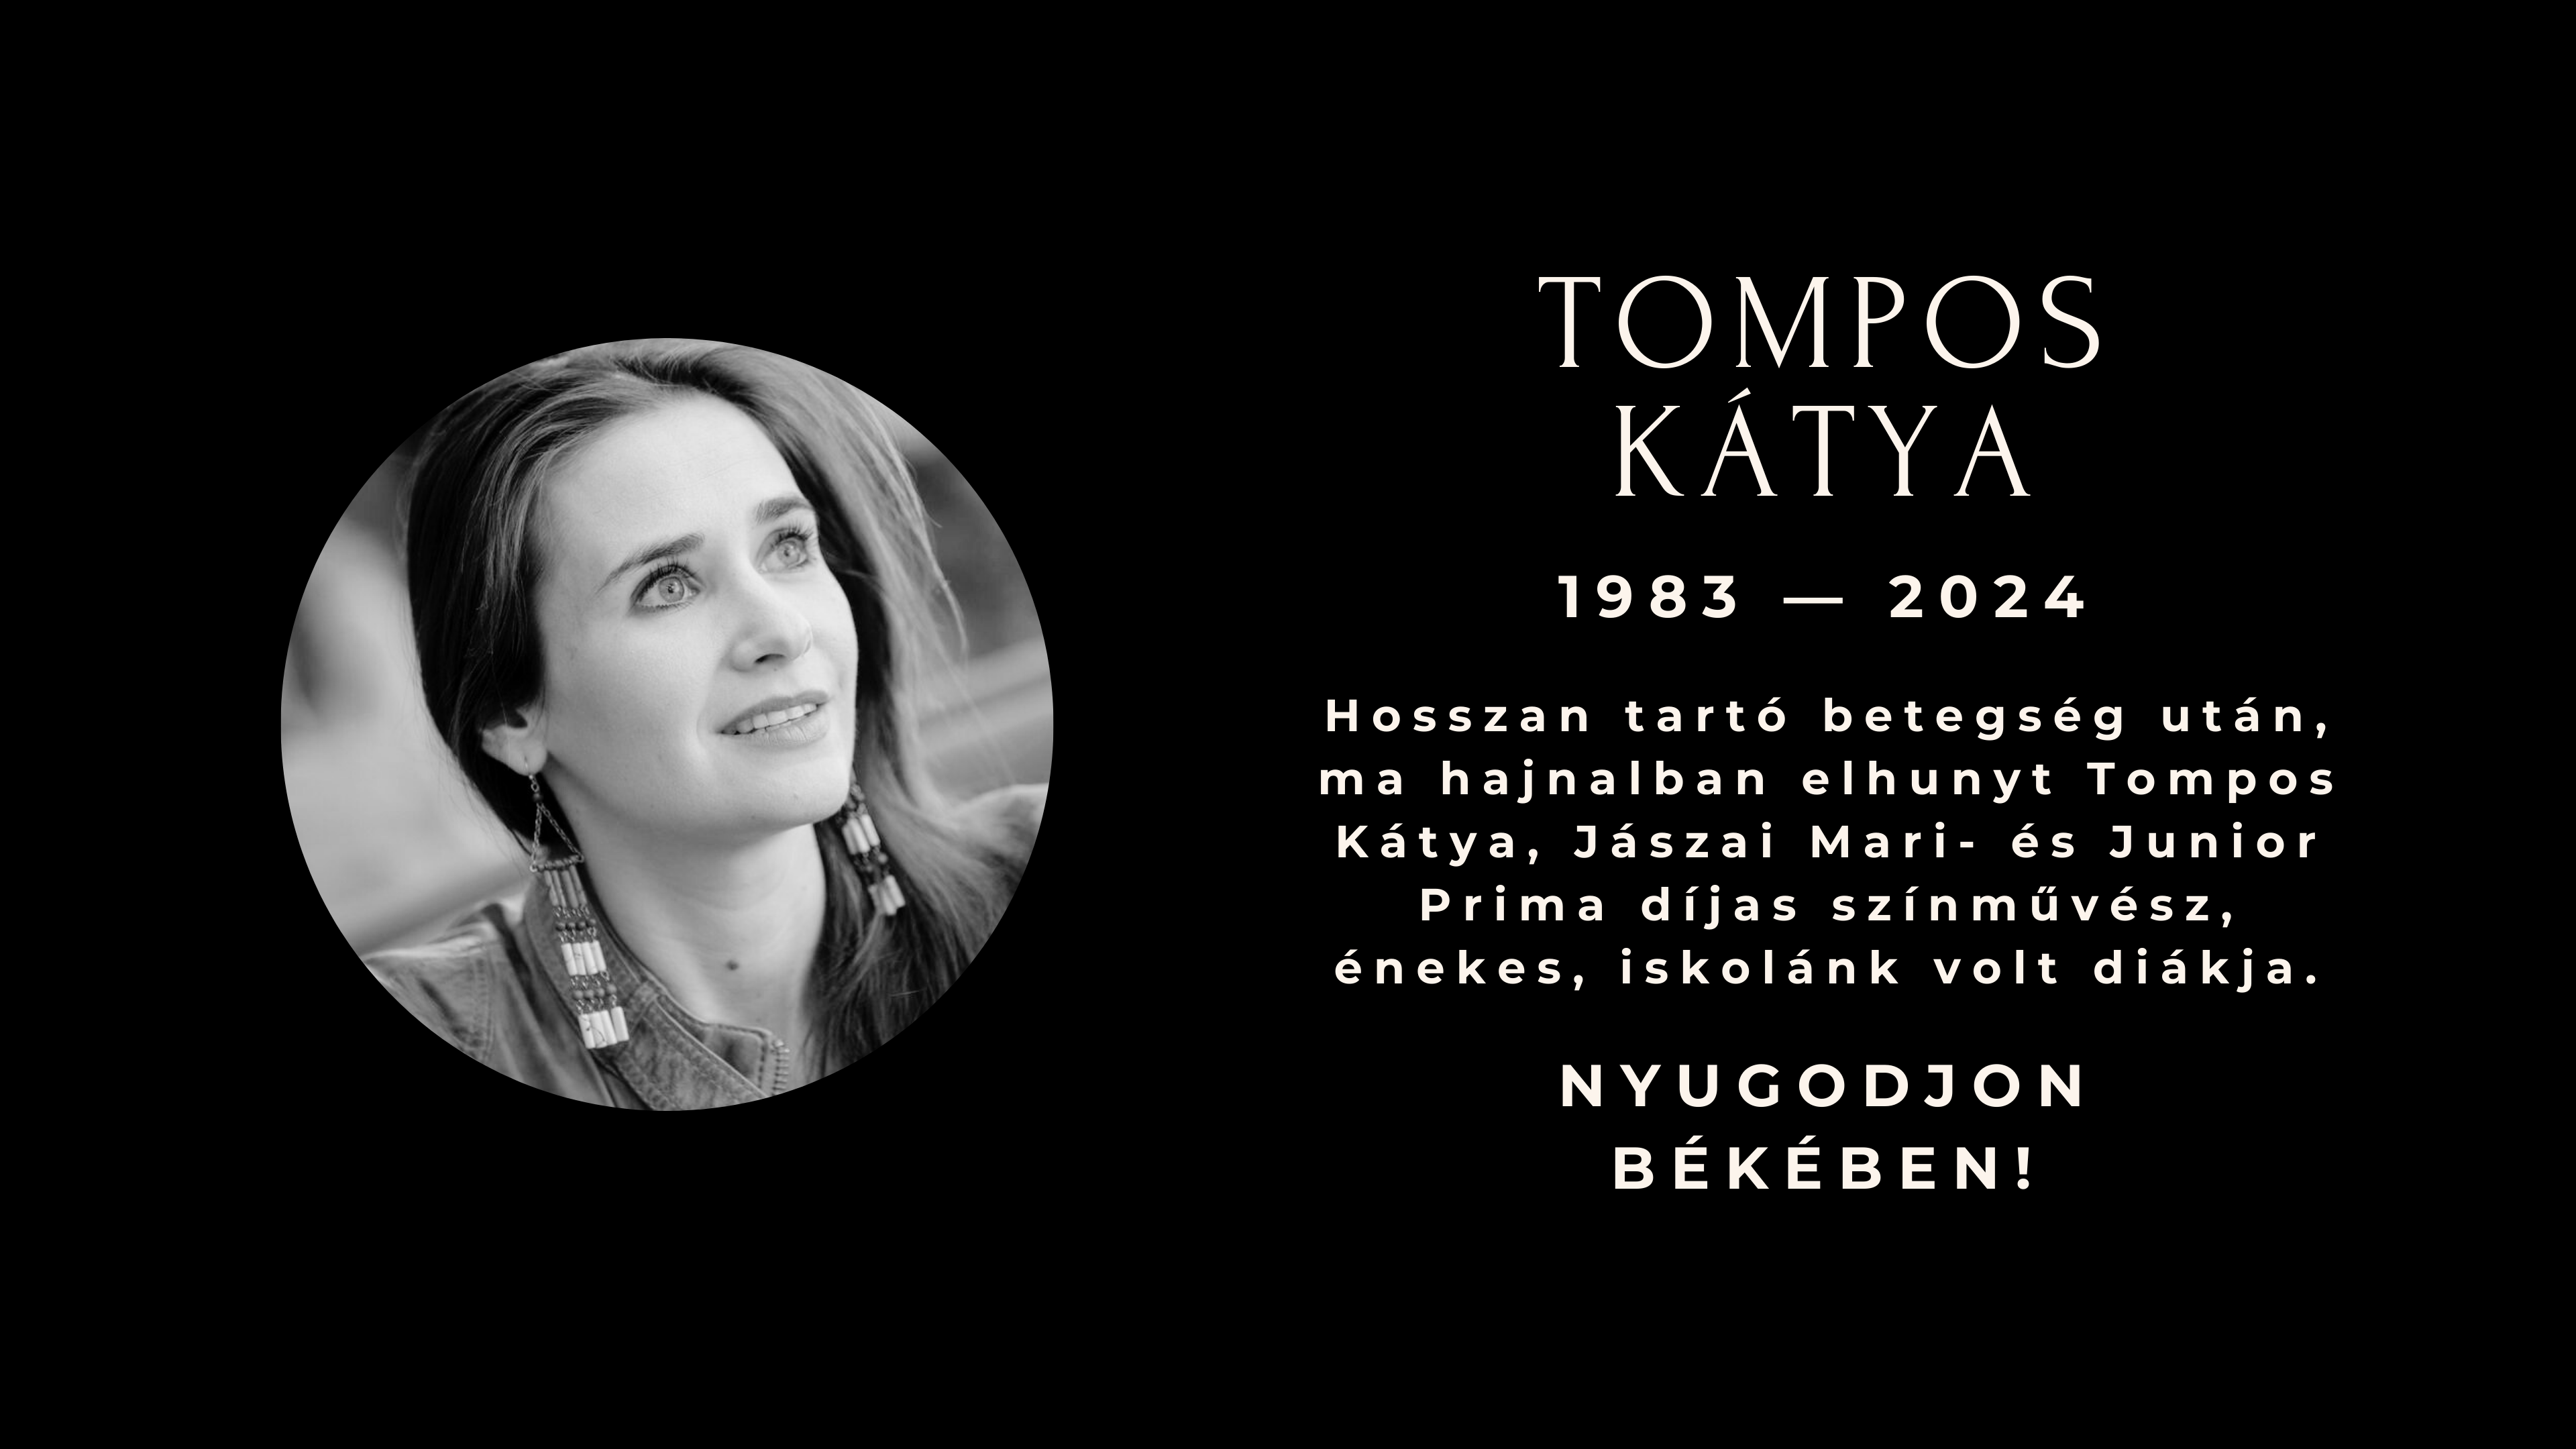 TOMPOS
KÁTYA
1983 — 2024
Hosszan tartó betegség után,
ma hajnalban elhunyt Tompos
Kátya, Jászai Mari- és Junior
Prima díjas színművész,
énekes, iskolánk volt diákja.
NYUGODJON
BÉKÉBEN!